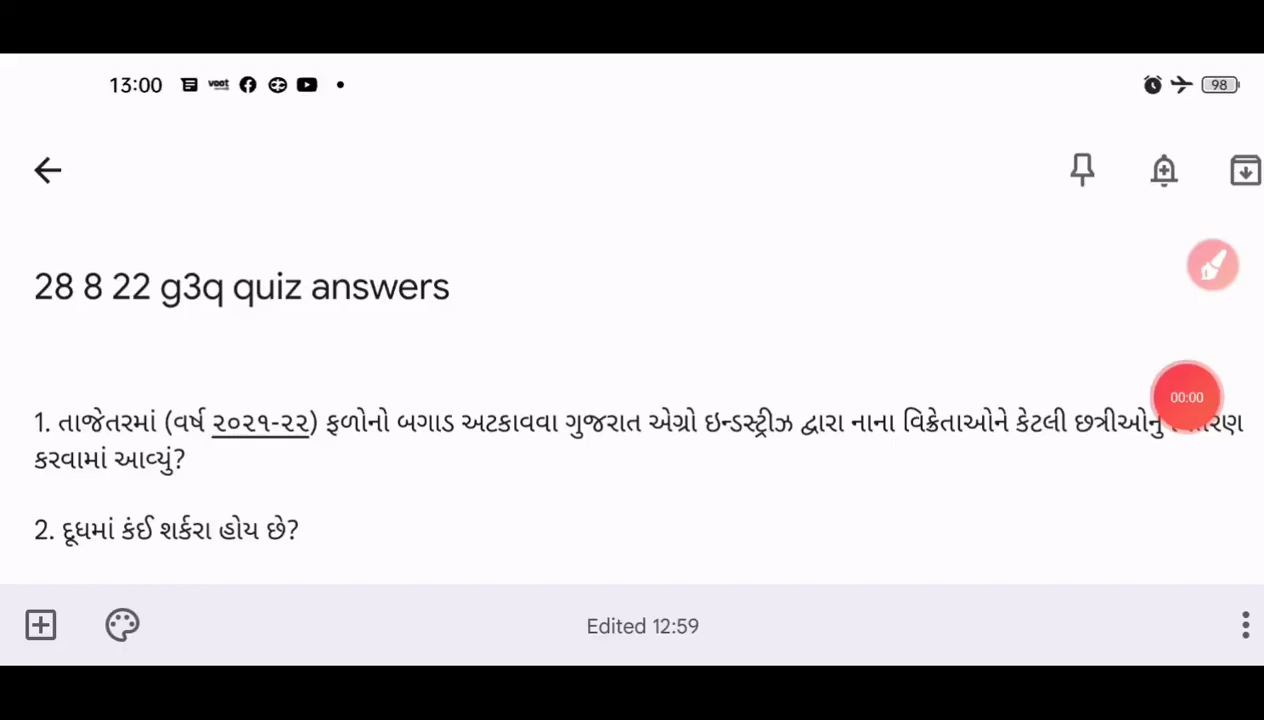 13:00 voot 98
28 8 22 g3q quiz answers
00:00
1. તાજેતરમાં (વર્ષ ૨૦૨૧-૨૨) ફળોનો બગાડ અટકાવવા ગુજરાત એગ્રો ઇન્ડસ્ટ્રીઝ દ્વારા નાના વિક્રેતાઓને કેટલી છત્રીઓનું
કરવામાં આવ્યું?
2. દૂધમાં કંઈ શર્કરા હોય છે?
Edited 12:59